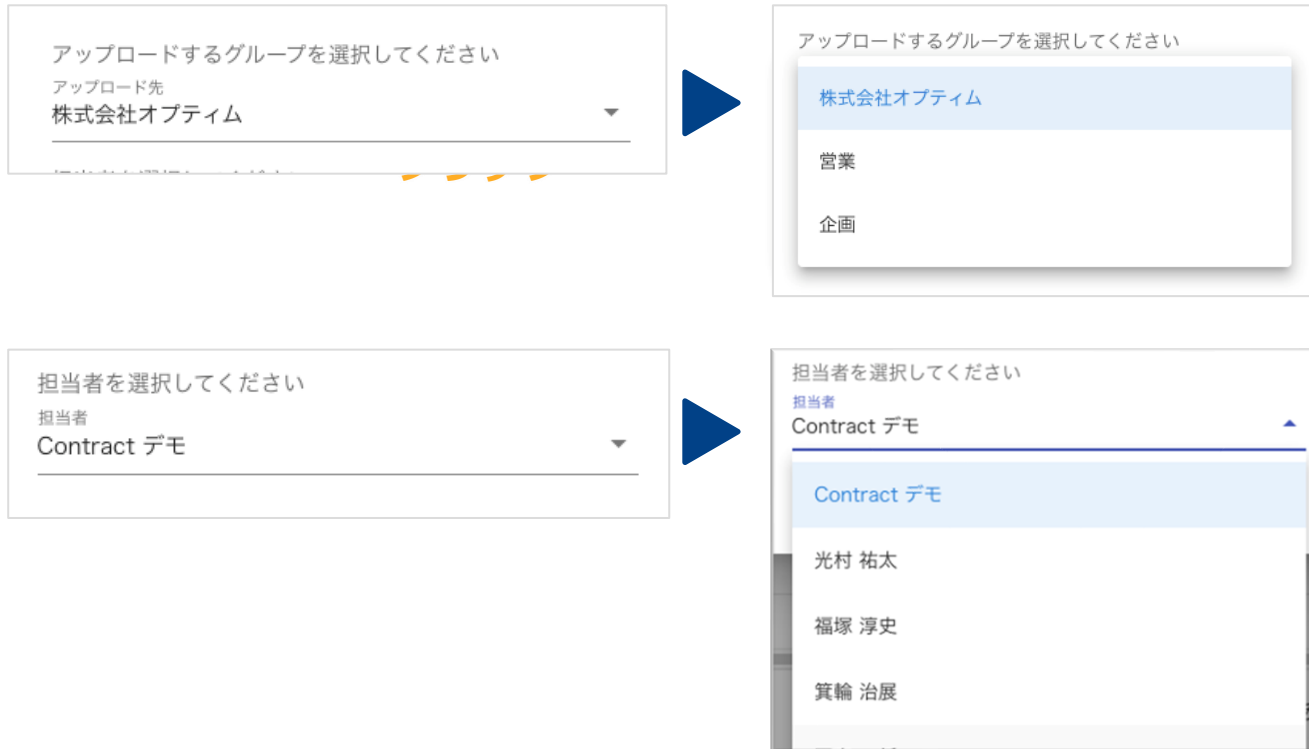 アップロードするグループを選択してください
アップロード先
株式会社オプティム
アップロードするグループを選択してください
株式会社オプティム
営業
企画
担当者を選択してください
担当者
Contract デモ
担当者を選択してください
担当者
Contract デモ
Contract デモ
光村 祐太
福塚 淳史
箕輪 治展